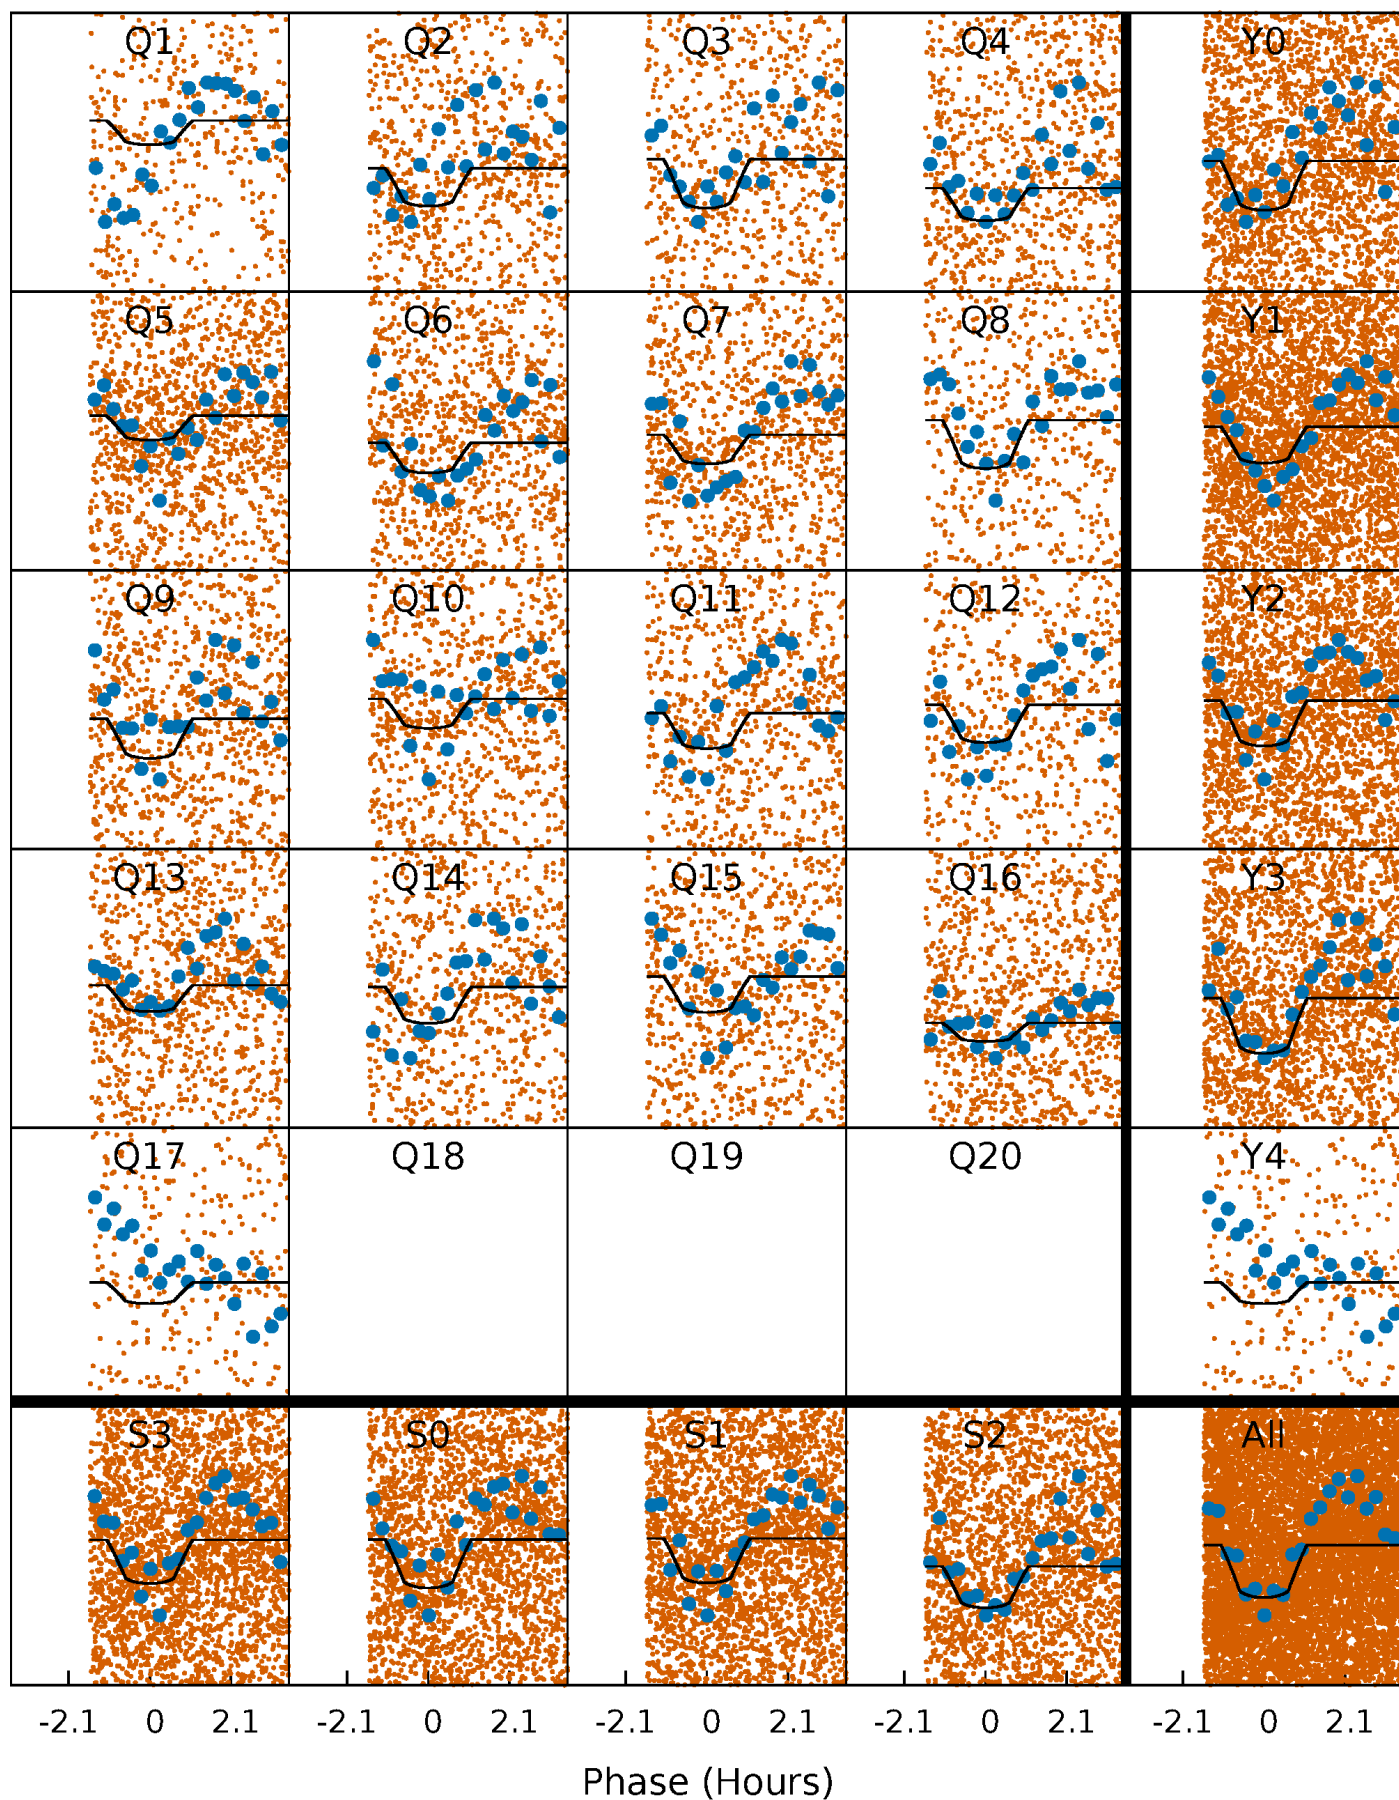 Q1 Q2 Q3 Q4 Y0
Q5 Q6 Q7 Q8 Y1
Q9 Q10 Q11 Q12 Y2
Q13 Q14 Q15 Q16 Y3
Q17 Q18 Q19 Q20 Y4
S3 S0 S1 S2 All
-2.1 0 2.1 -2.1 0 2.1 -2.1 0 2.1 -2.1 0 2.1 -2.1 0 2.1
Phase (Hours)